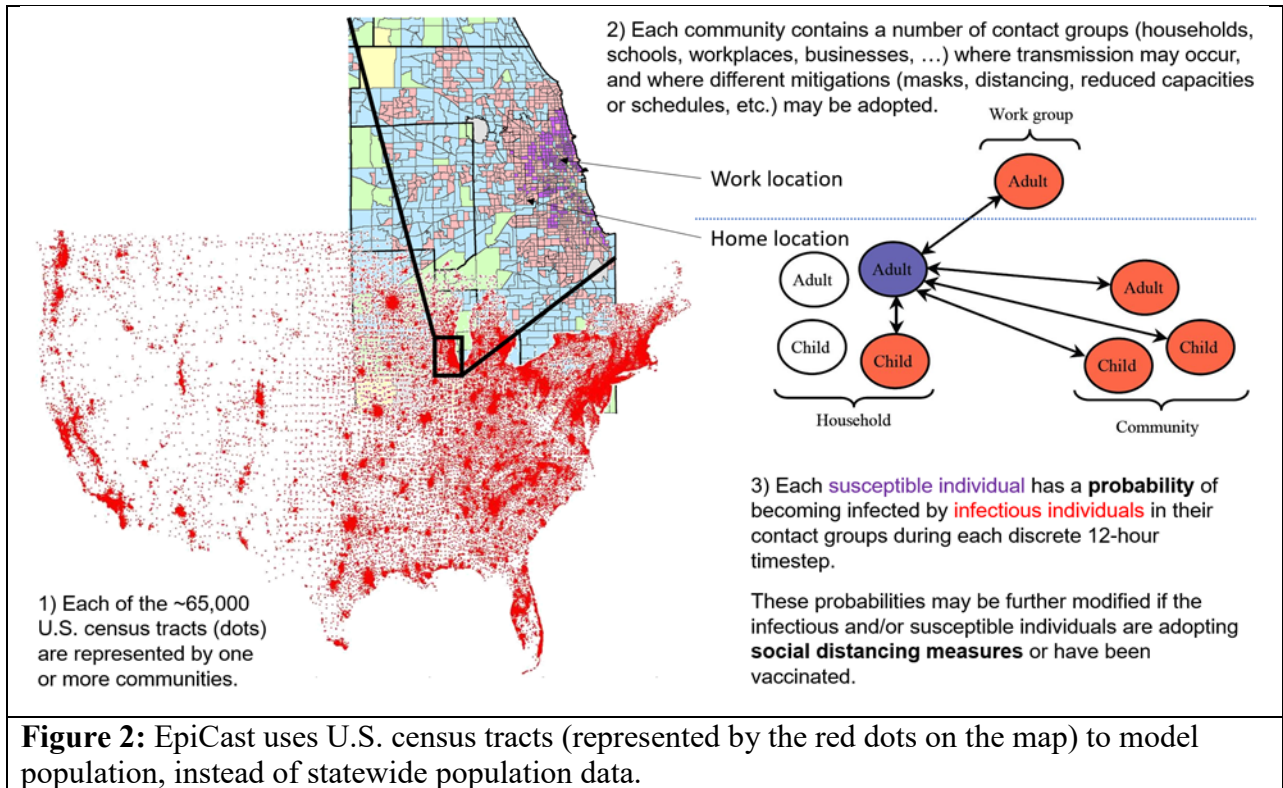 2) Each community contains a number of contact groups (households,
schools, workplaces, businesses, …) where transmission may occur,
and where different mitigations (masks, distancing, reduced capacities
or schedules, etc.) may be adopted.
Work group
Adult
Work location
Home location
Adult
Adult
Adult
Child
Child
Child
Child
Household
Community
3) Each susceptible individual has a probability of
becoming infected by infectious individuals in their
contact groups during each discrete 12-hour
timestep.
These probabilities may be further modified if the
infectious and/or susceptible individuals are adopting
social distancing measures or have been
vaccinated.
1) Each of the ~65,000
U.S. census tracts (dots)
are represented by one
or more communities.
Figure 2: EpiCast uses U.S. census tracts (represented by the red dots on the map) to model
population, instead of statewide population data.